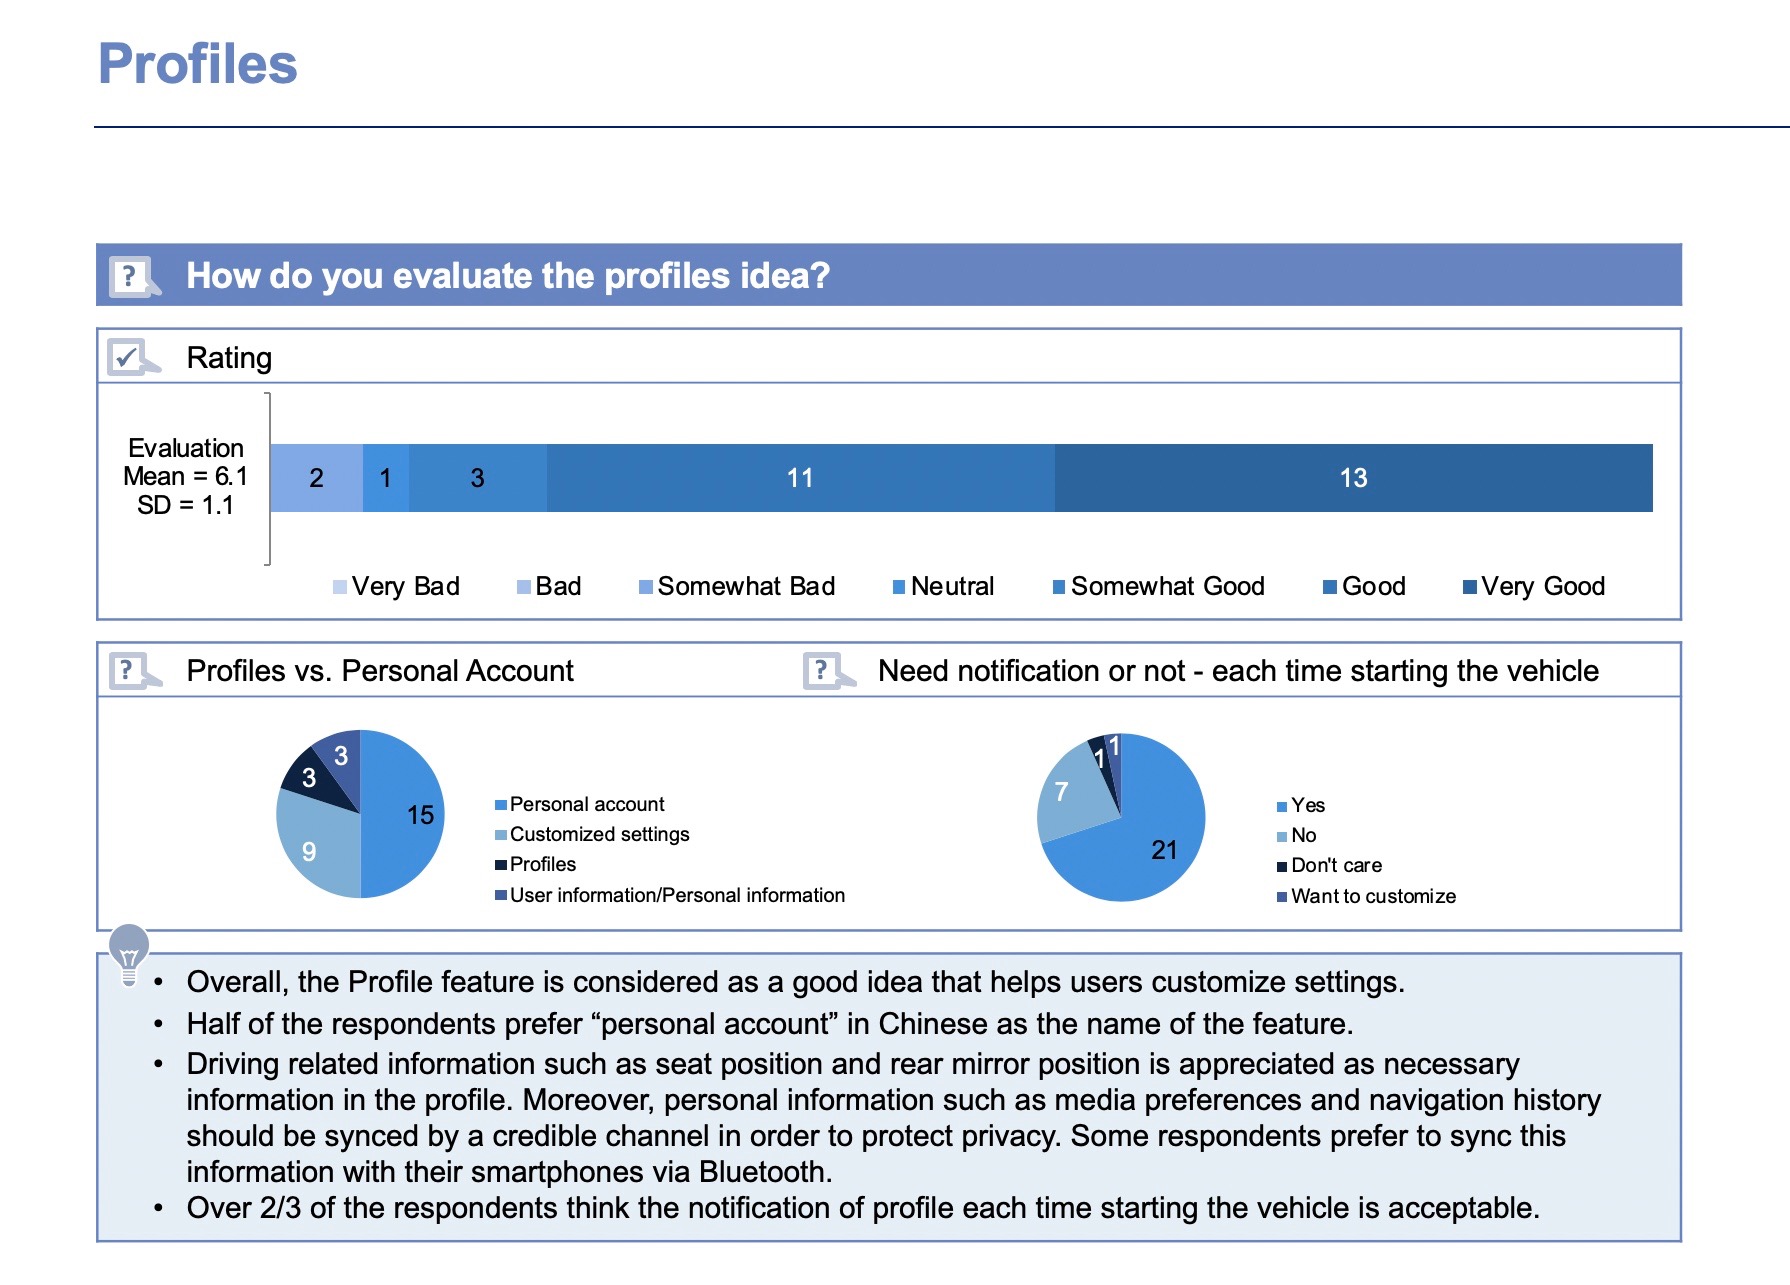 Profiles
? How do you evaluate the profiles idea?
Rating
Evaluation
Mean = 6.1
SD = 1.1
2 1 3 11 13
Very Bad Bad Somewhat Bad Neutral Somewhat Good Good Very Good
? Profiles vs. Personal Account
3
3
15
9
Personal account
Customized settings
Profiles
User information/Personal information
? Need notification or not - each time starting the vehicle
1
1
7
21
Yes
No
Don't care
Want to customize
• Overall, the Profile feature is considered as a good idea that helps users customize settings.
• Half of the respondents prefer “personal account” in Chinese as the name of the feature.
• Driving related information such as seat position and rear mirror position is appreciated as necessary
information in the profile. Moreover, personal information such as media preferences and navigation history
should be synced by a credible channel in order to protect privacy. Some respondents prefer to sync this
information with their smartphones via Bluetooth.
• Over 2/3 of the respondents think the notification of profile each time starting the vehicle is acceptable.